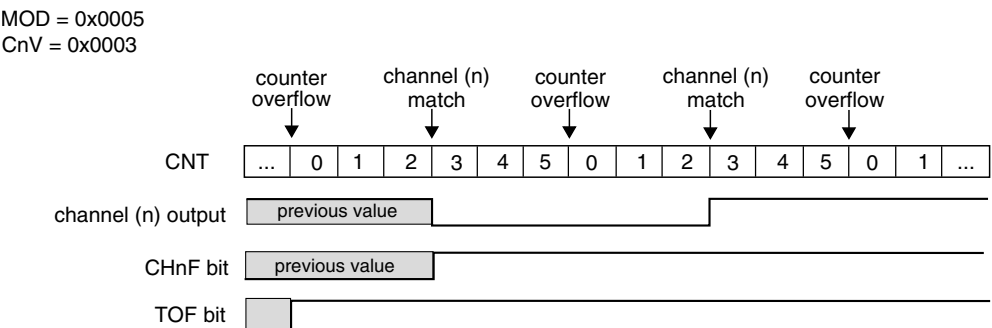 MOD = 0x0005
CnV = 0x0003
counter overflow
channel (n) match
counter overflow
channel (n) match
counter overflow
CNT ... 0 1 2 3 4 5 0 1 2 3 4 5 0 1 ...
channel (n) output previous value
CHnF bit previous value
TOF bit